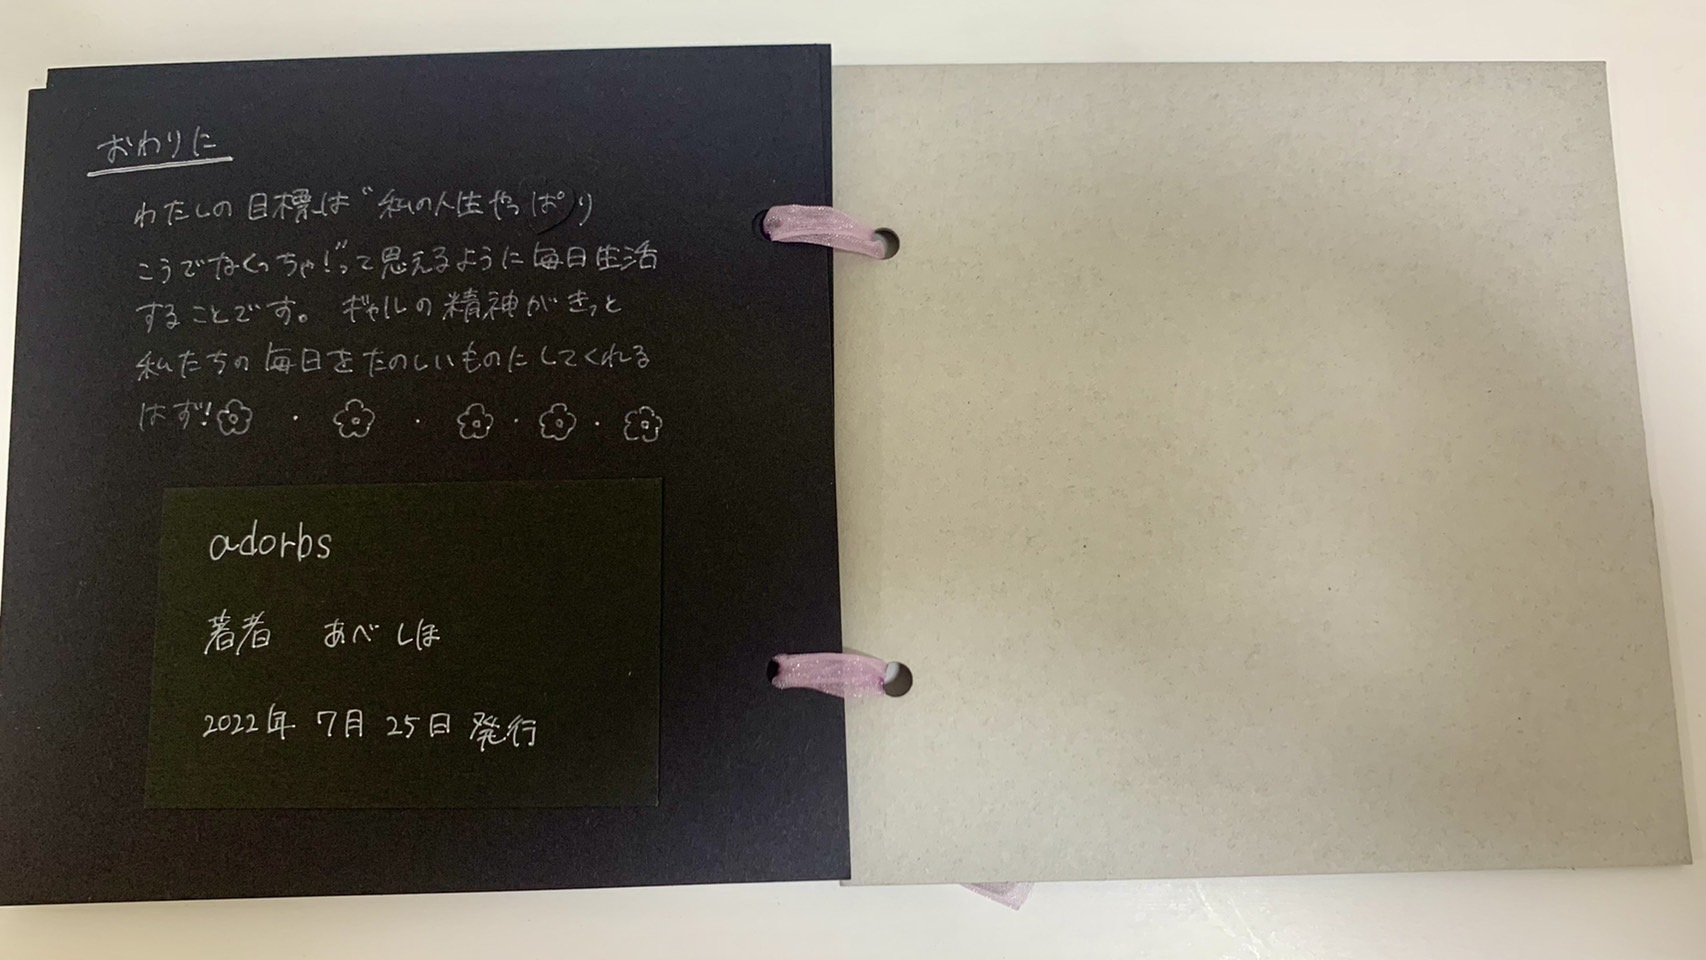 おわりに
わたしの目標は"私の人生やっぱり
こうでなくっちゃ!"って思えるように毎日生活
することです。ギャルの精神がきっと
私たちの毎日をたのしいものにしてくれる
はず!
adorbs
著者 あべしほ
2022年 7月 25日 発行